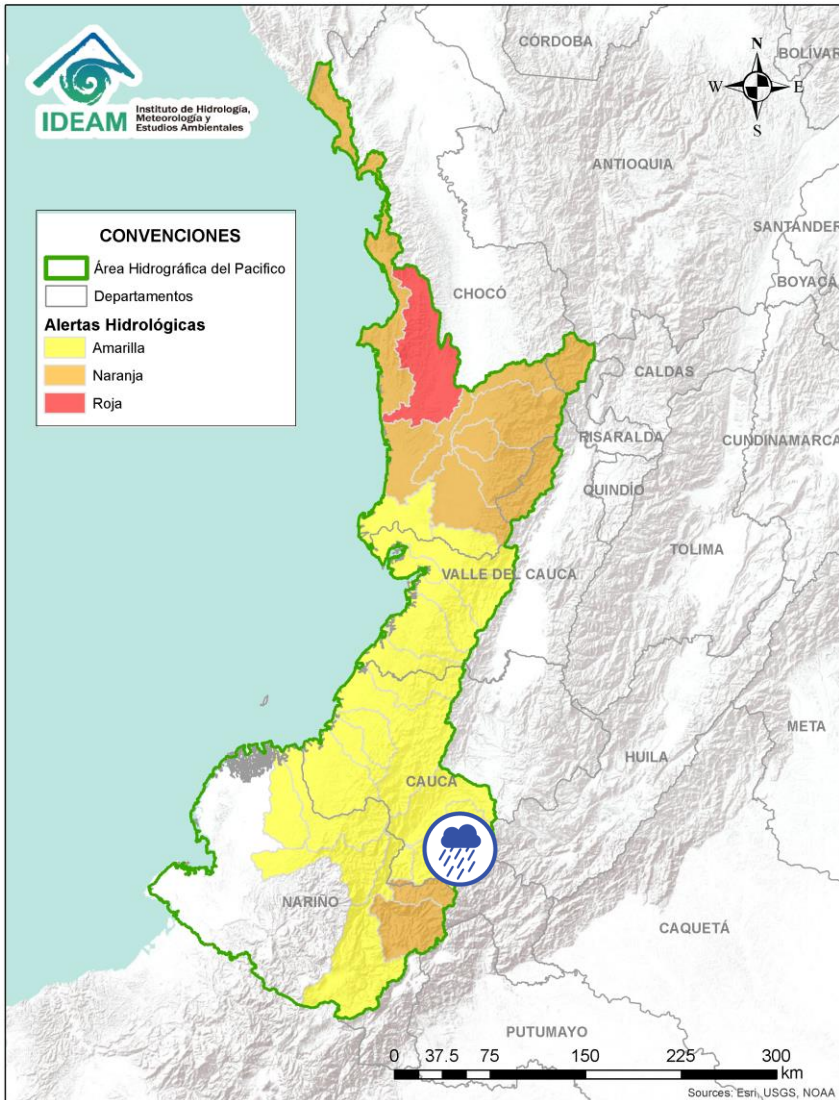 IDEAM
Instituto de Hidrología,
Meteorología y
Estudios Ambientales
CÓRDOBA
BOLÍVAR
N
W
E
S
ANTIOQUIA
SANTANDER
BOYACÁ
CONVENCIONES
Área Hidrográfica del Pacifico
Departamentos
Alertas Hidrológicas
Amarilla
Naranja
Roja
CHOCÓ
CALDAS
RISARALDA
CUNDINAMARCA
QUINDÍO
TOLIMA
VALLE DEL CAUCA
META
HUILA
CAUCA
NARIÑO
CAQUETÁ
PUTUMAYO
0 37.5 75 150 225 300
km
Sources: Esri, USGS, NOAA